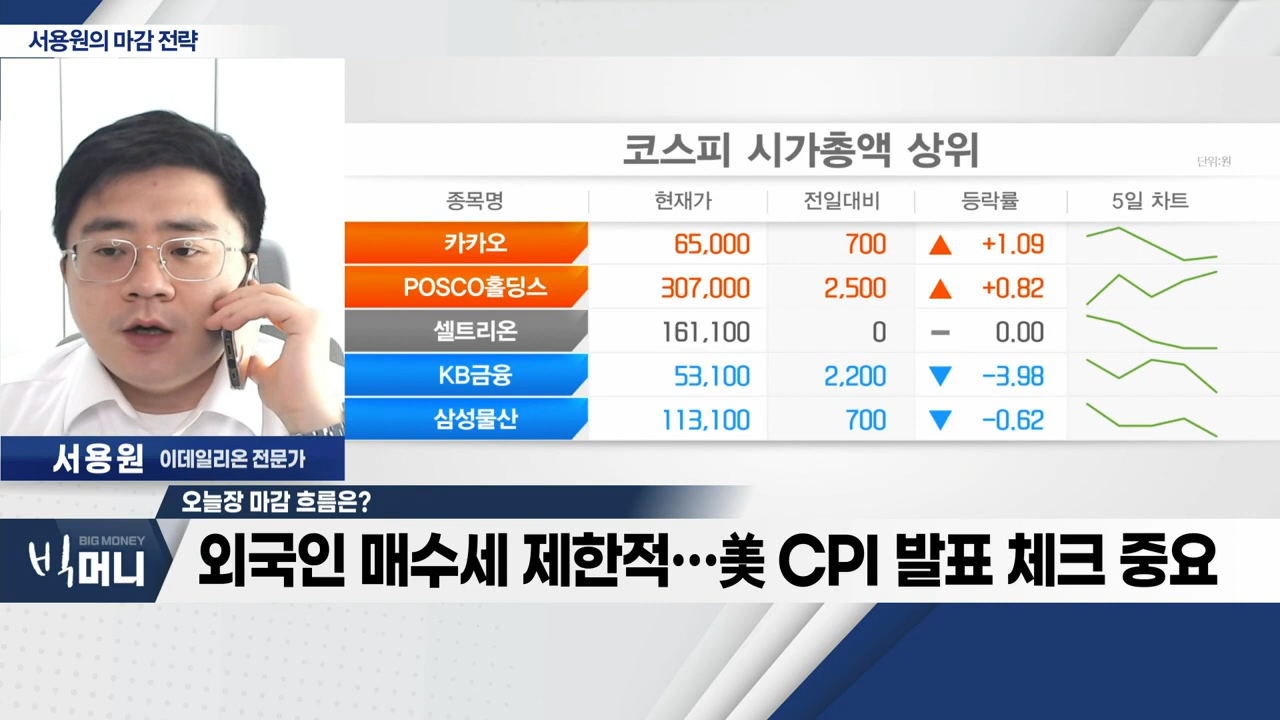 서용원의 마감 전략
코스피 시가총액 상위
단위:원
종목명 현재가 전일대비 등락률 5일 차트
카카오 65,000 700 ▲ +1.09
POSCO홀딩스 307,000 2,500 ▲ +0.82
셀트리온 161,100 0 － 0.00
KB금융 53,100 2,200 ▼ -3.98
삼성물산 113,100 700 ▼ -0.62
서용원 이데일리온 전문가
오늘장 마감 흐름은?
BIG MONEY
빅머니
외국인 매수세 제한적…美 CPI 발표 체크 중요